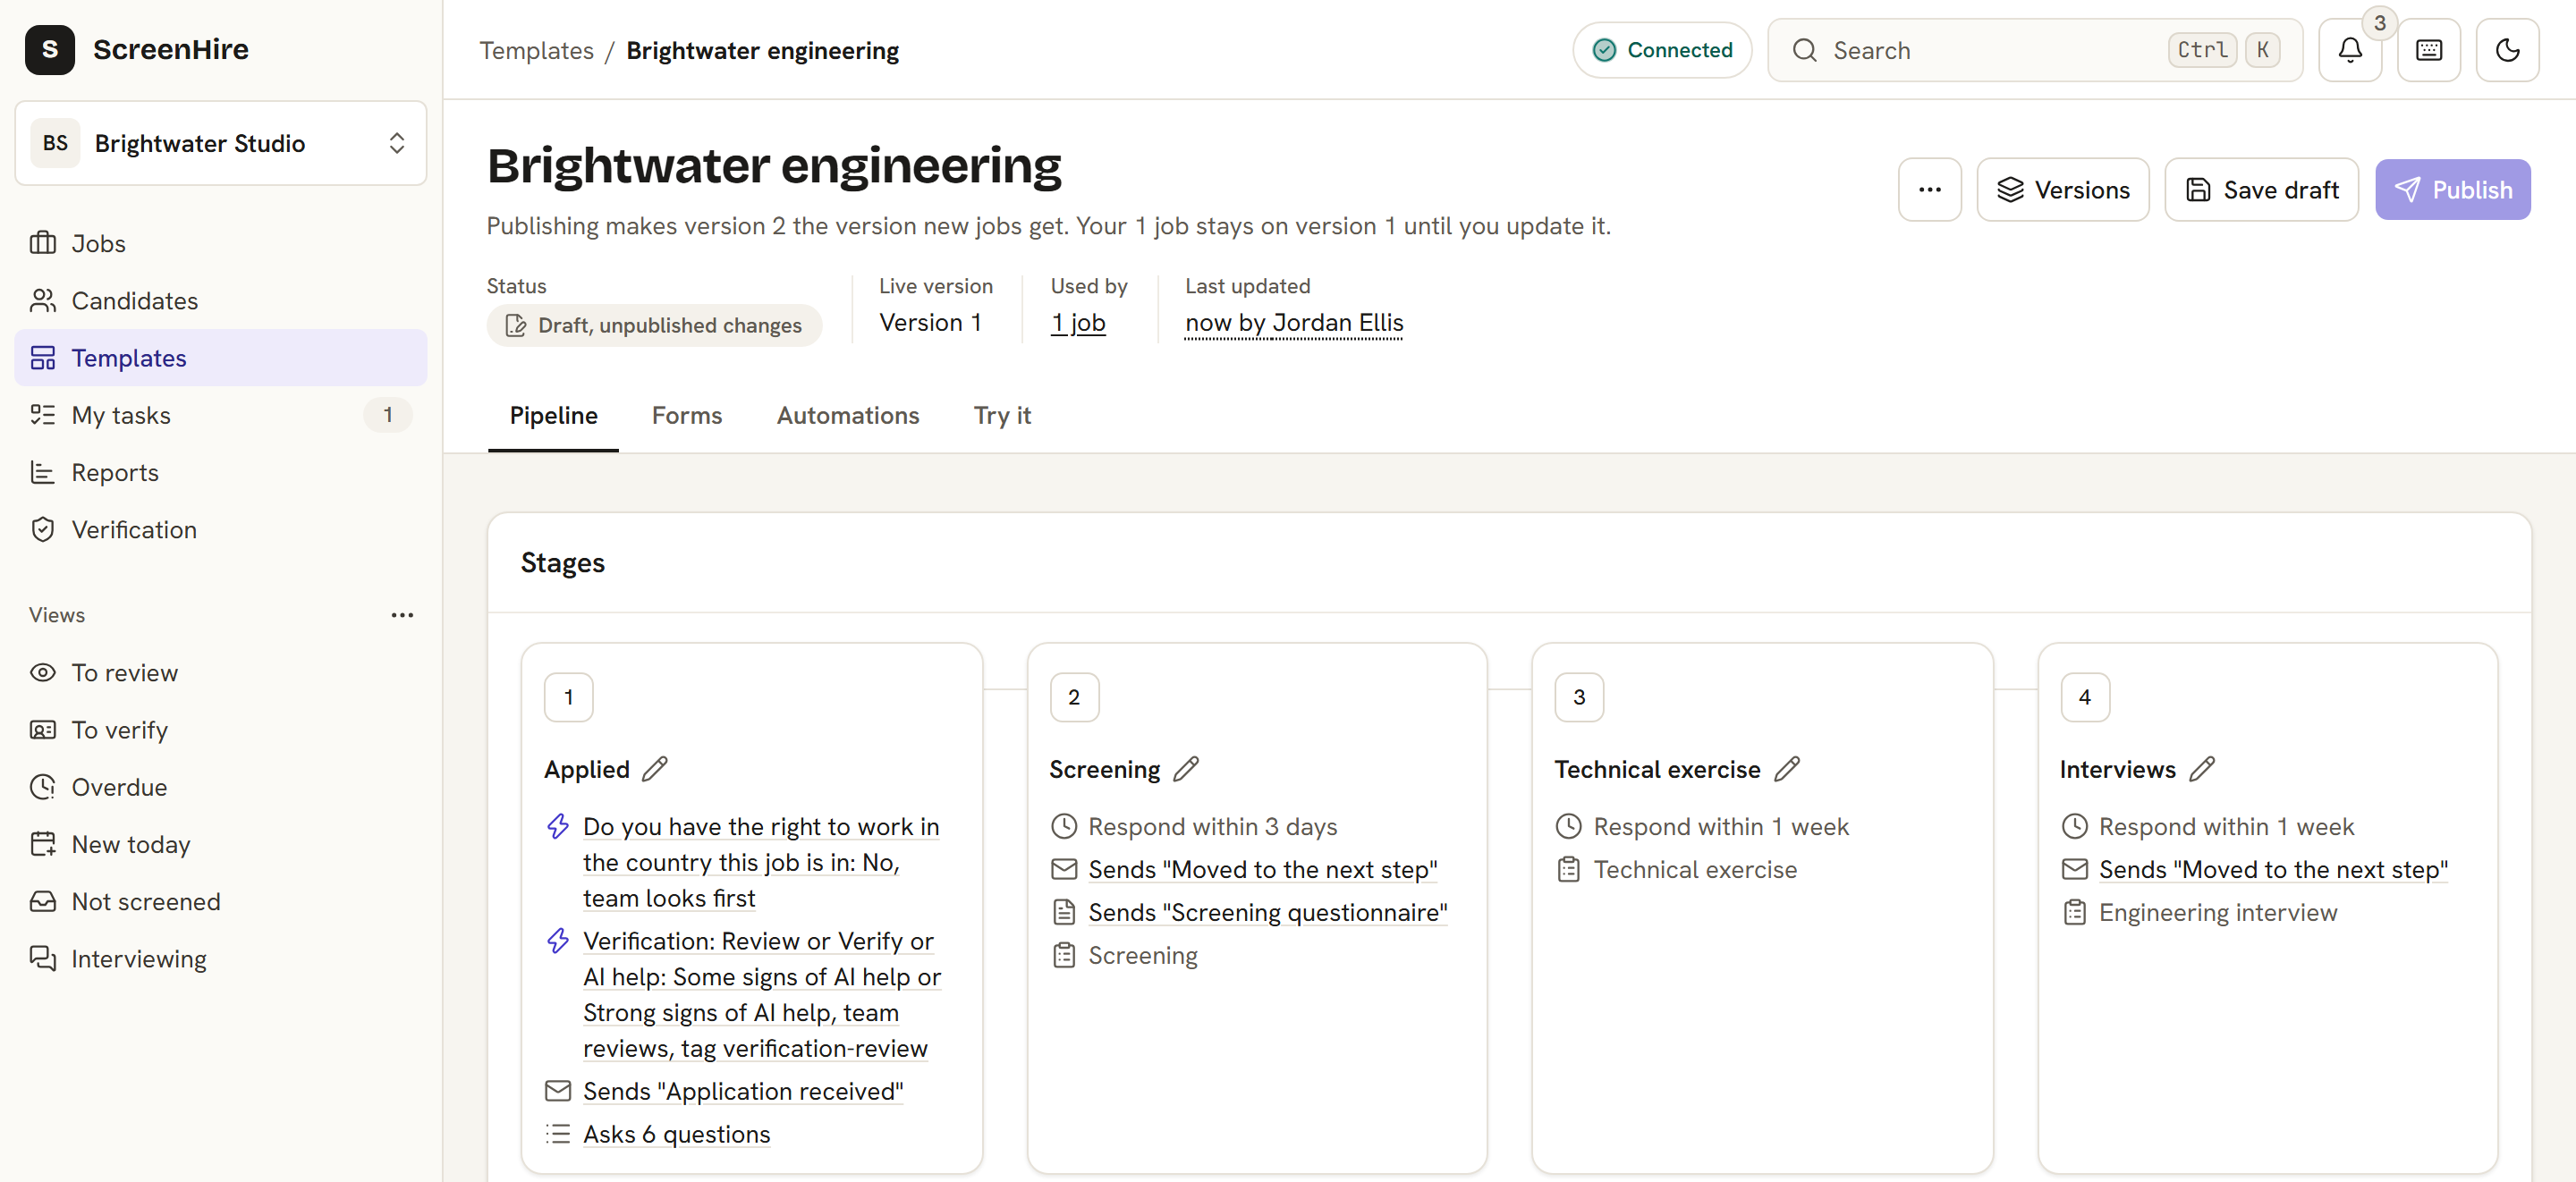 S ScreenHire
BS Brightwater Studio
Jobs
Candidates
Templates
My tasks 1
Reports
Verification
Views
To review
To verify
Overdue
New today
Not screened
Interviewing
Templates / Brightwater engineering
Connected
Search Ctrl K
3
Brightwater engineering
Publishing makes version 2 the version new jobs get. Your 1 job stays on version 1 until you update it.
Versions
Save draft
Publish
Status
Draft, unpublished changes
Live version
Version 1
Used by
1 job
Last updated
now by Jordan Ellis
Pipeline
Forms
Automations
Try it
Stages
1
Applied
Do you have the right to work in
the country this job is in: No,
team looks first
Verification: Review or Verify or
AI help: Some signs of AI help or
Strong signs of AI help, team
reviews, tag verification-review
Sends "Application received"
Asks 6 questions
2
Screening
Respond within 3 days
Sends "Moved to the next step"
Sends "Screening questionnaire"
Screening
3
Technical exercise
Respond within 1 week
Technical exercise
4
Interviews
Respond within 1 week
Sends "Moved to the next step"
Engineering interview